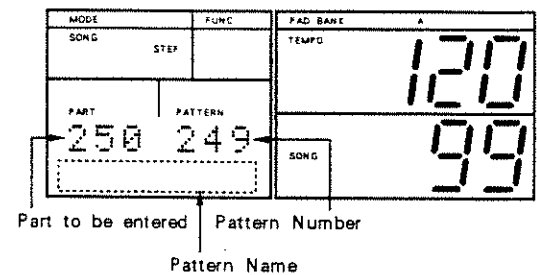 MODE FUNC PAD BANK A
SONG STEP TEMPO 120
PART PATTERN
250 249
SONG 99
Part to be entered Pattern Number
Pattern Name